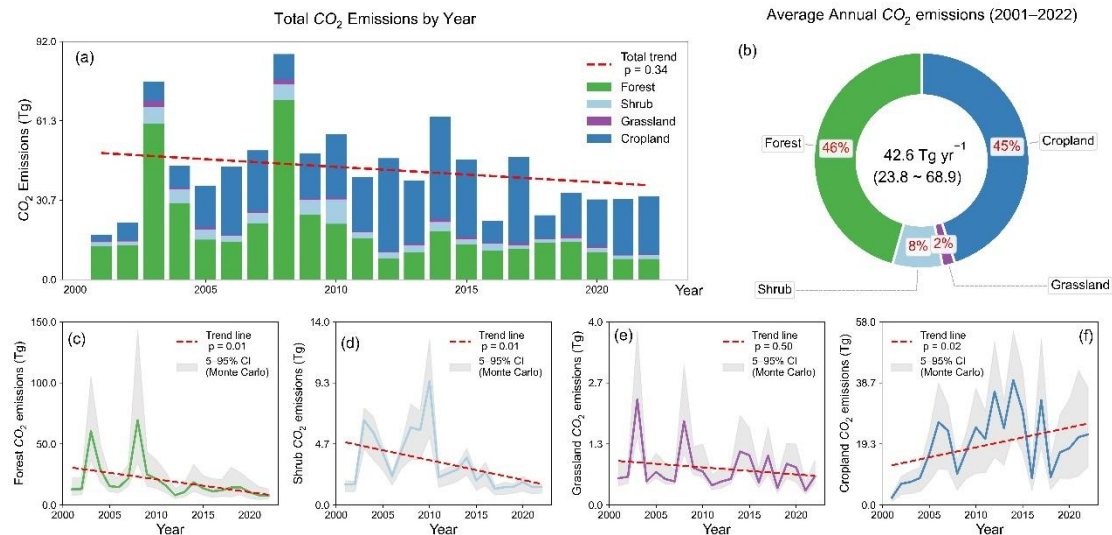 Total CO₂ Emissions by Year
Average Annual CO₂ emissions (2001–2022)
(a)
CO₂ Emissions (Tg)
92.0
61.3
30.7
0.0
2000
2005
2010
2015
2020
Year
Total trend
p = 0.34
Forest
Shrub
Grassland
Cropland
(b)
Forest
46%
45%
Cropland
42.6 Tg yr⁻¹
(23.8 ~ 68.9)
8%
2%
Shrub
Grassland
(c)
Forest CO₂ emissions (Tg)
150.0
100.0
50.0
0.0
2000
2005
2010
2015
2020
Year
Trend line
p = 0.01
5–95% CI
(Monte Carlo)
(d)
Shrub CO₂ emissions (Tg)
14.0
9.3
4.7
0.0
2000
2005
2010
2015
2020
Year
Trend line
p = 0.01
5–95% CI
(Monte Carlo)
(e)
Grassland CO₂ emissions (Tg)
4.0
2.7
1.3
0.0
2000
2005
2010
2015
2020
Year
Trend line
p = 0.50
5–95% CI
(Monte Carlo)
(f)
Cropland CO₂ emissions (Tg)
58.0
38.7
19.3
0.0
2000
2005
2010
2015
2020
Year
Trend line
p = 0.02
5–95% CI
(Monte Carlo)